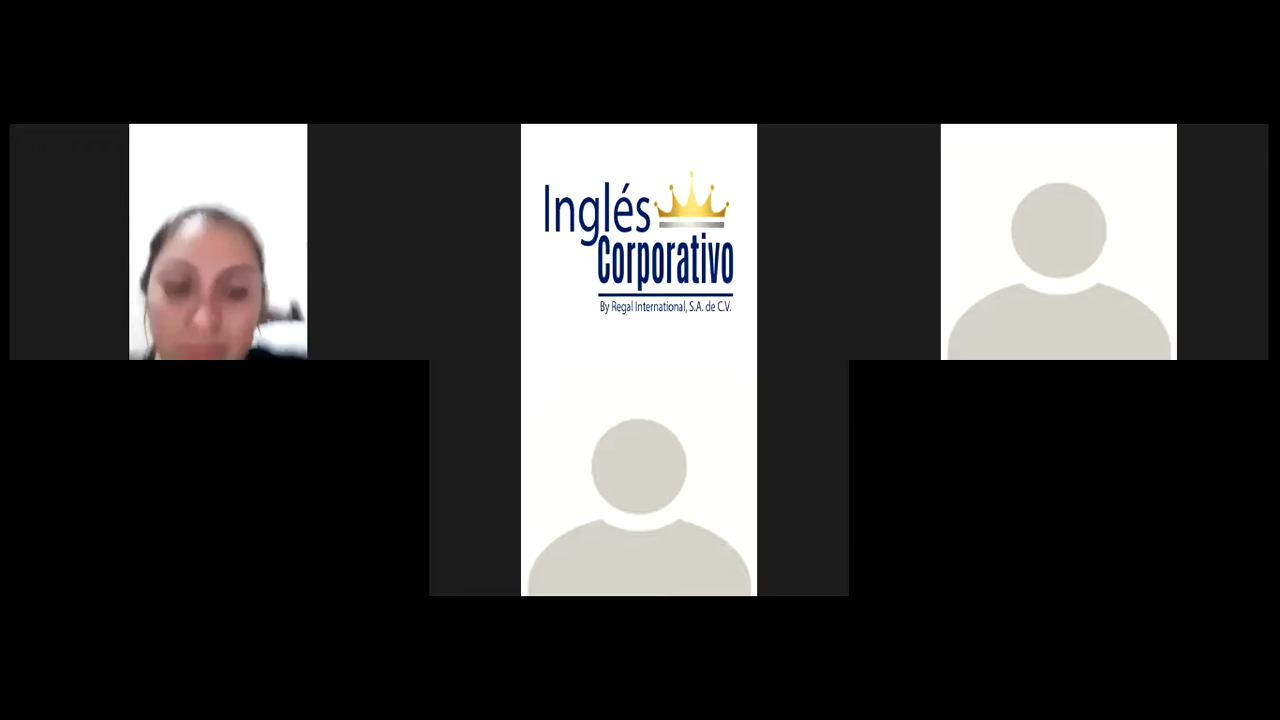 Inglés
Corporativo
By Regal International, S.A. de C.V.